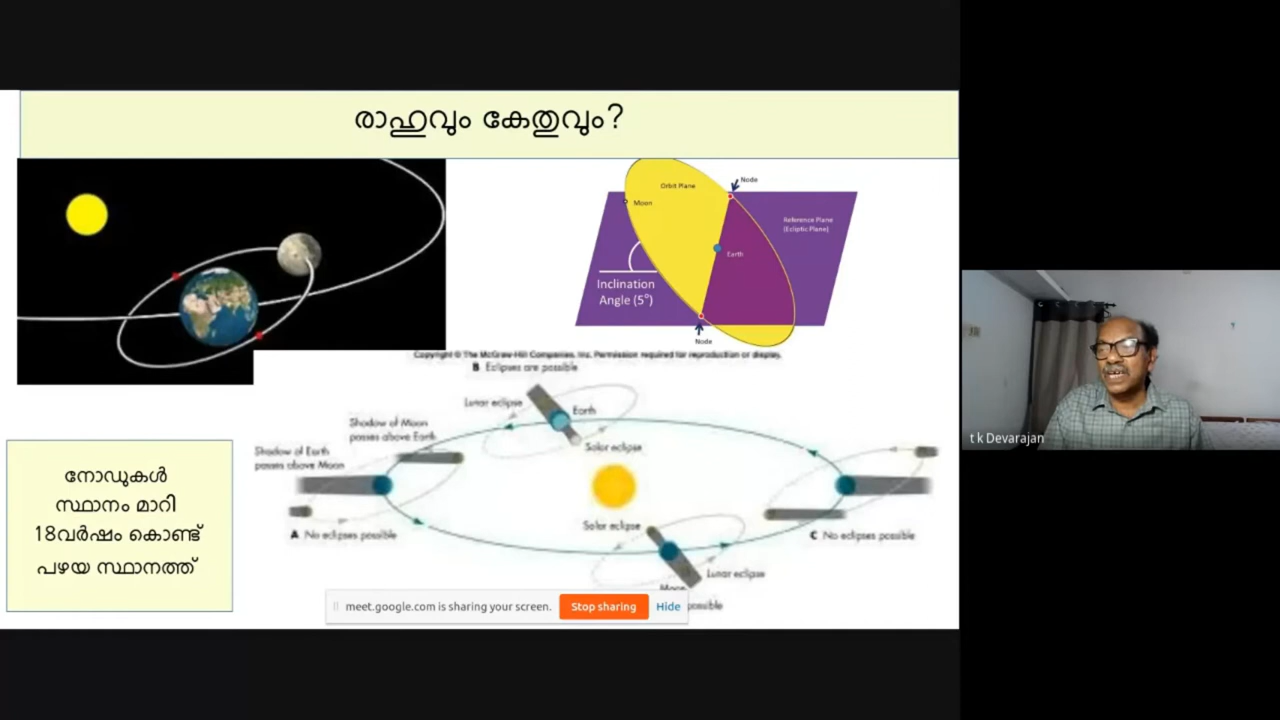 രാഹുവും കേതുവും?
Node
Orbit Plane
Moon
Reference Plane
(Ecliptic Plane)
Earth
Inclination
Angle (5°)
Node
Copyright © The McGraw-Hill Companies, Inc. Permission required for reproduction or display.
B Eclipses are possible
Lunar eclipse
Earth
Shadow of Moon
passes above Earth
Solar eclipse
Shadow of Earth
passes above Moon
Solar eclipse
A No eclipses possible
C No eclipses possible
Lunar eclipse
Moon
possible
നോഡുകൾ
സ്ഥാനം മാറി
18വർഷം കൊണ്ട്
പഴയ സ്ഥാനത്ത്
meet.google.com is sharing your screen.
Stop sharing
Hide
t k Devarajan